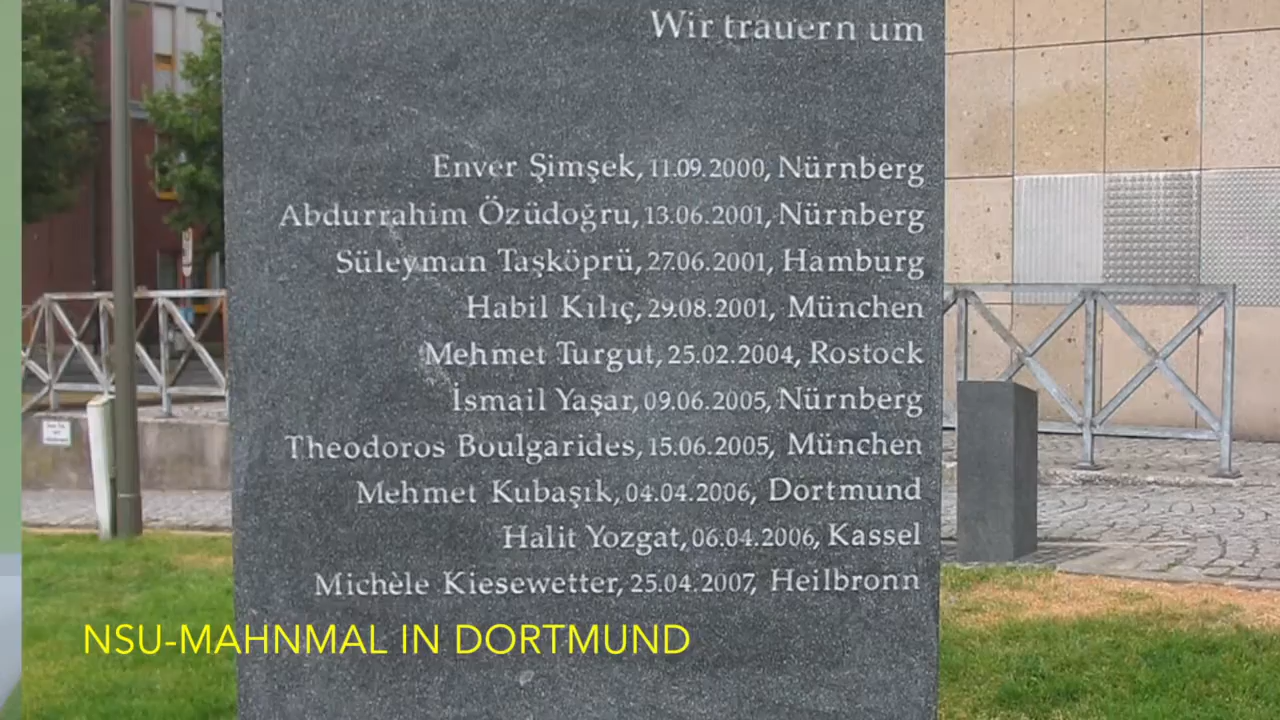 Wir trauern um
Enver Şimşek, 11.09.2000, Nürnberg
Abdurrahim Özüdoğru, 13.06.2001, Nürnberg
Süleyman Taşköprü, 27.06.2001, Hamburg
Habil Kılıç, 29.08.2001, München
Mehmet Turgut, 25.02.2004, Rostock
İsmail Yaşar, 09.06.2005, Nürnberg
Theodoros Boulgarides, 15.06.2005, München
Mehmet Kubaşık, 04.04.2006, Dortmund
Halit Yozgat, 06.04.2006, Kassel
Michèle Kiesewetter, 25.04.2007, Heilbronn
NSU-MAHNMAL IN DORTMUND